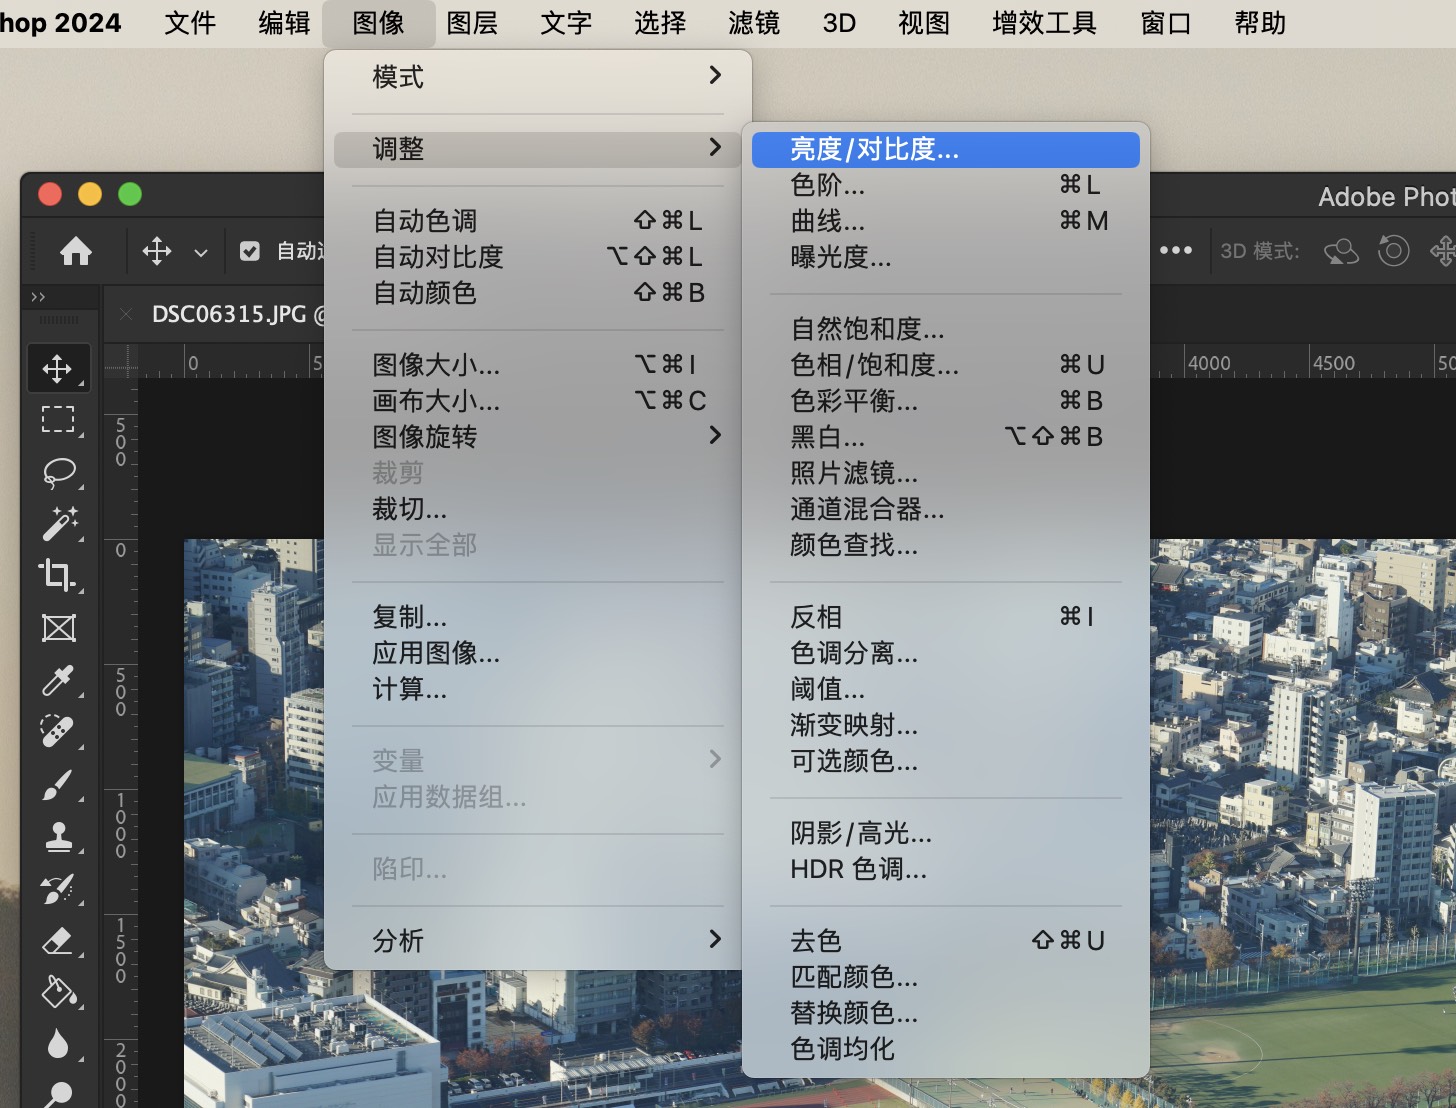 hop 2024 文件 编辑 图像 图层 文字 选择 滤镜 3D 视图 增效工具 窗口 帮助
模式
调整
自动色调 ⇧⌘L
自动对比度 ⌥⇧⌘L
自动颜色 ⇧⌘B
图像大小... ⌥⌘I
画布大小... ⌥⌘C
图像旋转
裁剪
裁切...
显示全部
复制...
应用图像...
计算...
变量
应用数据组...
陷印...
分析
亮度/对比度...
色阶... ⌘L
曲线... ⌘M
曝光度...
自然饱和度...
色相/饱和度... ⌘U
色彩平衡... ⌘B
黑白... ⌥⇧⌘B
照片滤镜...
通道混合器...
颜色查找...
反相 ⌘I
色调分离...
阈值...
渐变映射...
可选颜色...
阴影/高光...
HDR 色调...
去色 ⇧⌘U
匹配颜色...
替换颜色...
色调均化
Adobe Phot
自动
3D 模式:
DSC06315.JPG @
0 5 4000 4500 50
500
0
500
1000
1500
2000